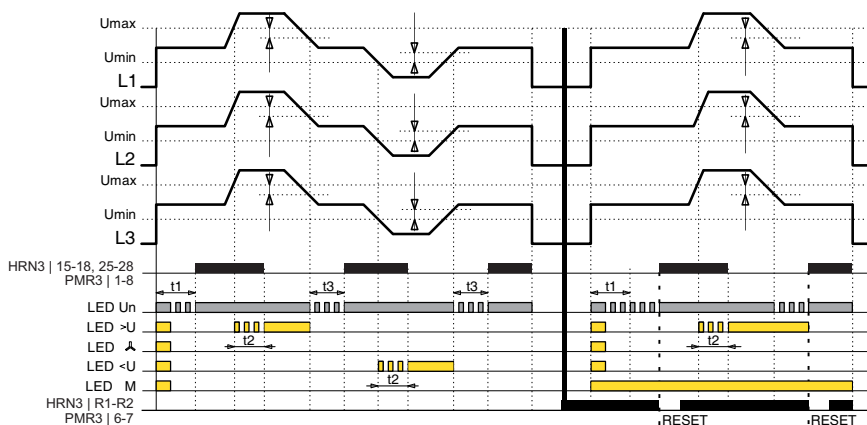 Umax
Umin
L1
Umax
Umin
L2
Umax
Umin
L3
HRN3 | 15-18, 25-28
PMR3 | 1-8
t1 t3 t3 t1
LED Un
LED >U
t2 t2
LED
LED <U
t2
LED M
HRN3 | R1-R2
PMR3 | 6-7
RESET RESET